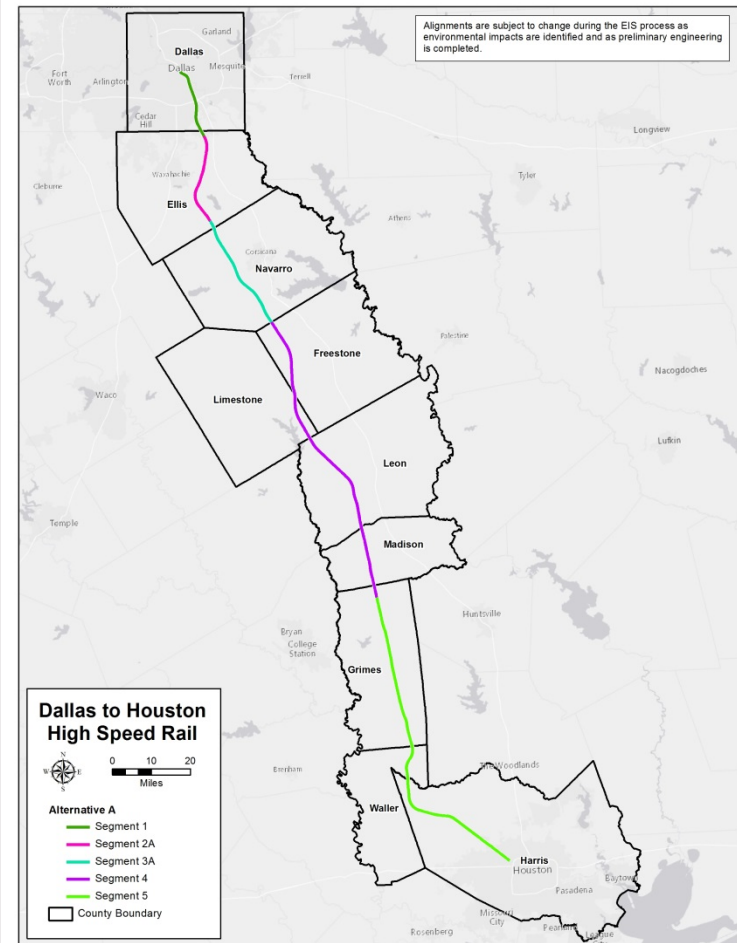 Alignments are subject to change during the EIS process as
environmental impacts are identified and as preliminary engineering
is completed.
Garland
Dallas
Dallas
Mesquite
Fort
Worth
Arlington
Terrell
Cedar
Hill
Longview
Waxahachie
Tyler
Cleburne
Ellis
Athens
Corsicana
Navarro
Freestone
Palestine
Limestone
Nacogdoches
Waco
Lufkin
Leon
Temple
Madison
Huntsville
Bryan
College
Station
Grimes
Dallas to Houston
High Speed Rail
N
W
E
S
0 10 20
Miles
Brenham
The Woodlands
Alternative A
Segment 1
Segment 2A
Segment 3A
Segment 4
Segment 5
County Boundary
Waller
Harris
Houston
Baytown
Pasadena
Missouri
City
Pearland
League
Rosenberg